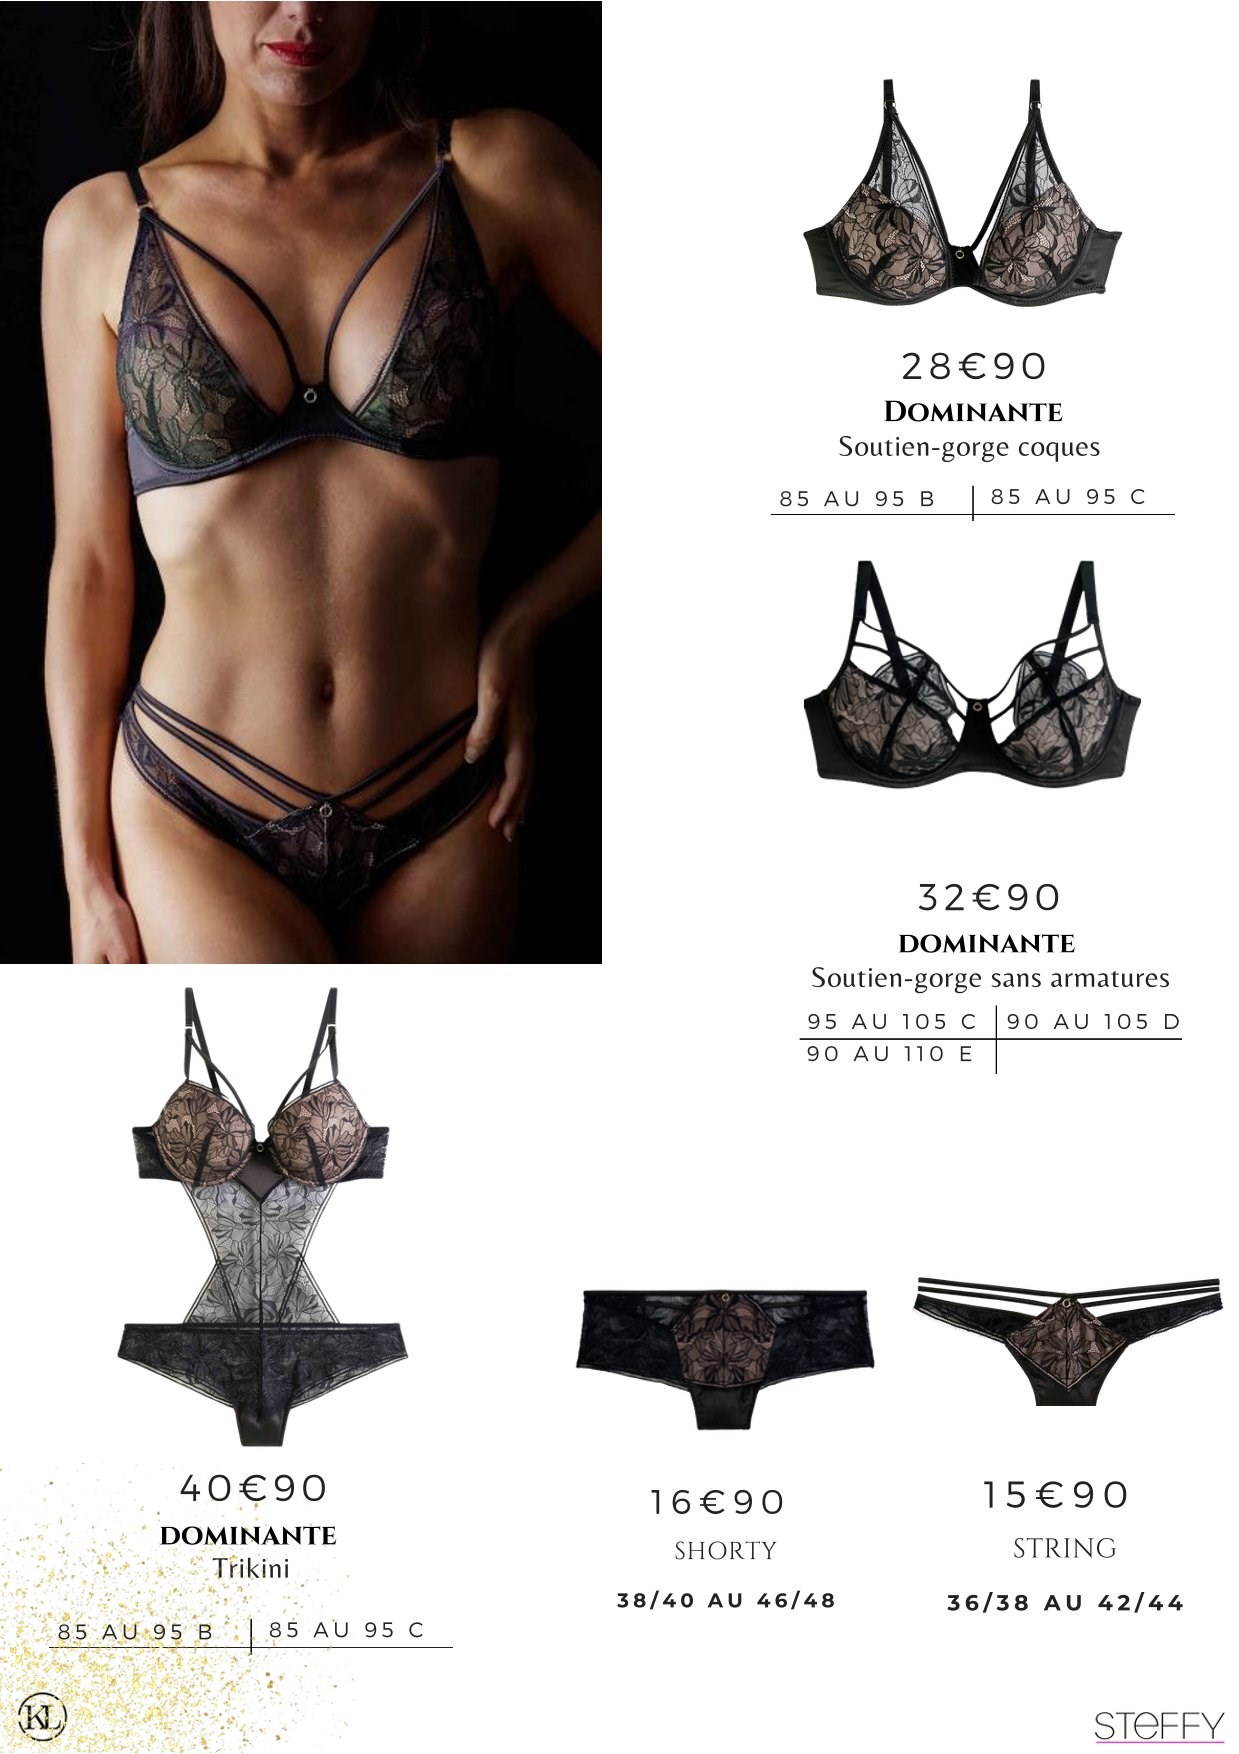 28€90
DOMINANTE
Soutien-gorge coques
85 AU 95 B
85 AU 95 C
32€90
DOMINANTE
Soutien-gorge sans armatures
95 AU 105 C
90 AU 105 D
90 AU 110 E
40€90
DOMINANTE
Trikini
85 AU 95 B
85 AU 95 C
16€90
SHORTY
38/40 AU 46/48
15€90
STRING
36/38 AU 42/44
KL
STeFFY